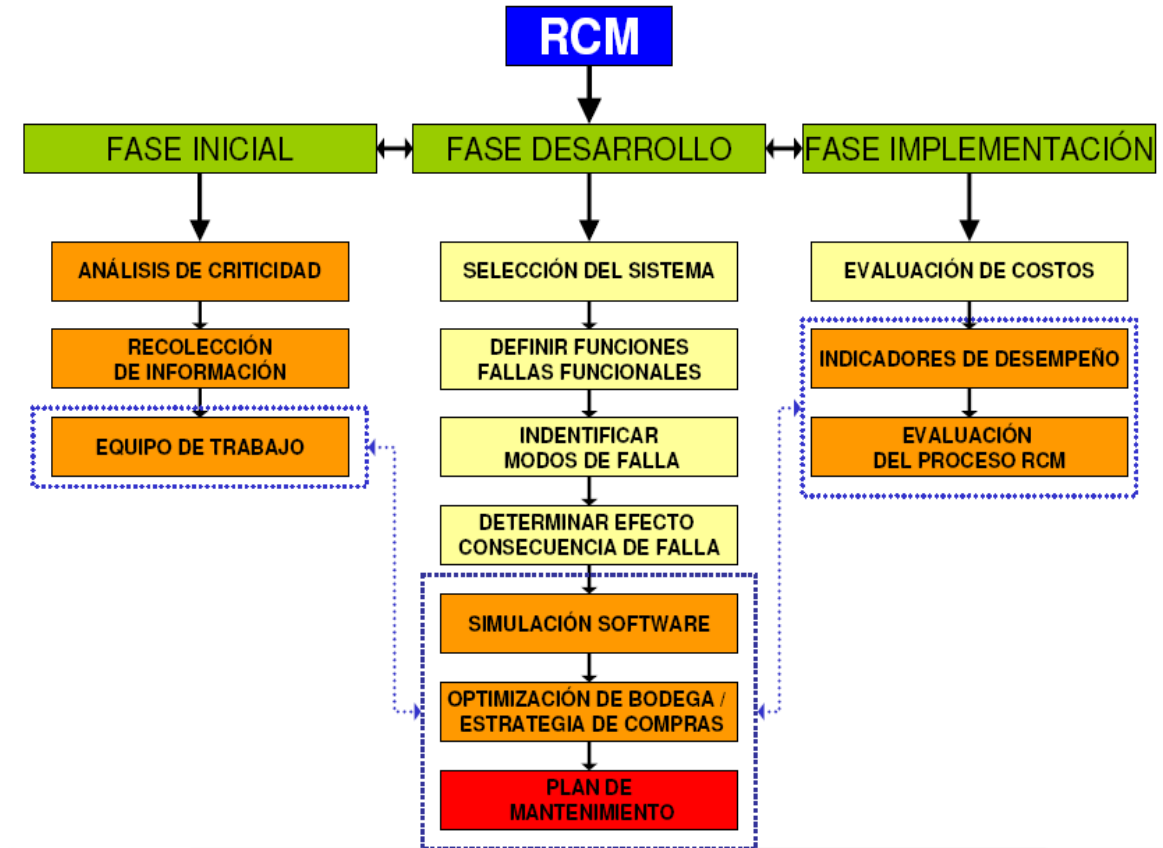 RCM
FASE INICIAL
FASE DESARROLLO
FASE IMPLEMENTACIÓN
ANÁLISIS DE CRITICIDAD
RECOLECCIÓN
DE INFORMACIÓN
EQUIPO DE TRABAJO
SELECCIÓN DEL SISTEMA
DEFINIR FUNCIONES
FALLAS FUNCIONALES
INDENTIFICAR
MODOS DE FALLA
DETERMINAR EFECTO
CONSECUENCIA DE FALLA
SIMULACIÓN SOFTWARE
OPTIMIZACIÓN DE BODEGA /
ESTRATEGIA DE COMPRAS
PLAN DE
MANTENIMIENTO
EVALUACIÓN DE COSTOS
INDICADORES DE DESEMPEÑO
EVALUACIÓN
DEL PROCESO RCM